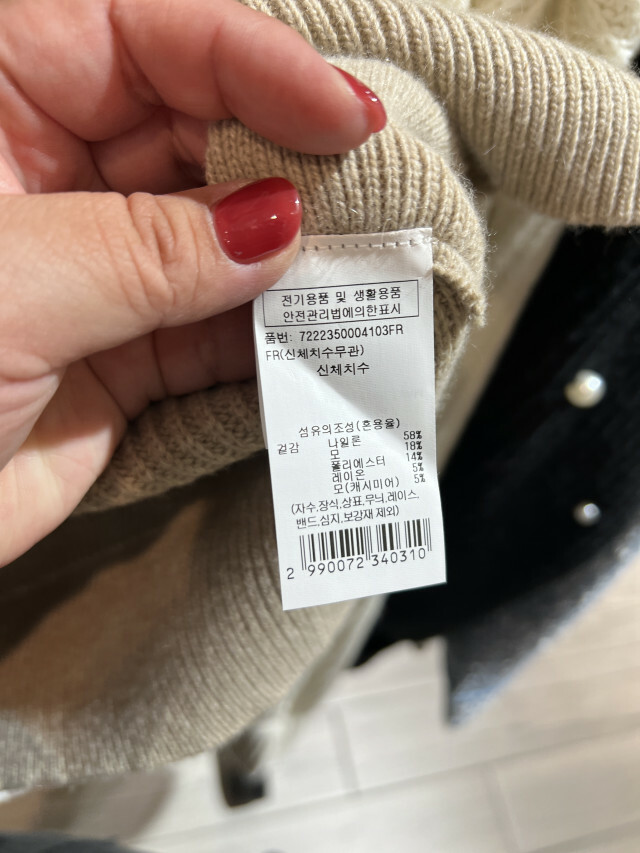 전기용품 및 생활용품
안전관리법에의한표시
품번: 7222350004103FR
FR(신체치수무관)
신체치수
섬유의조성(혼용율)
겉감 나일론 58%
모 18%
폴리에스터 14%
레이온 5%
모(캐시미어) 5%
(자수,장식,상표,무늬,레이스.
밴드,심지,보강재 제외)
2 990072 340310